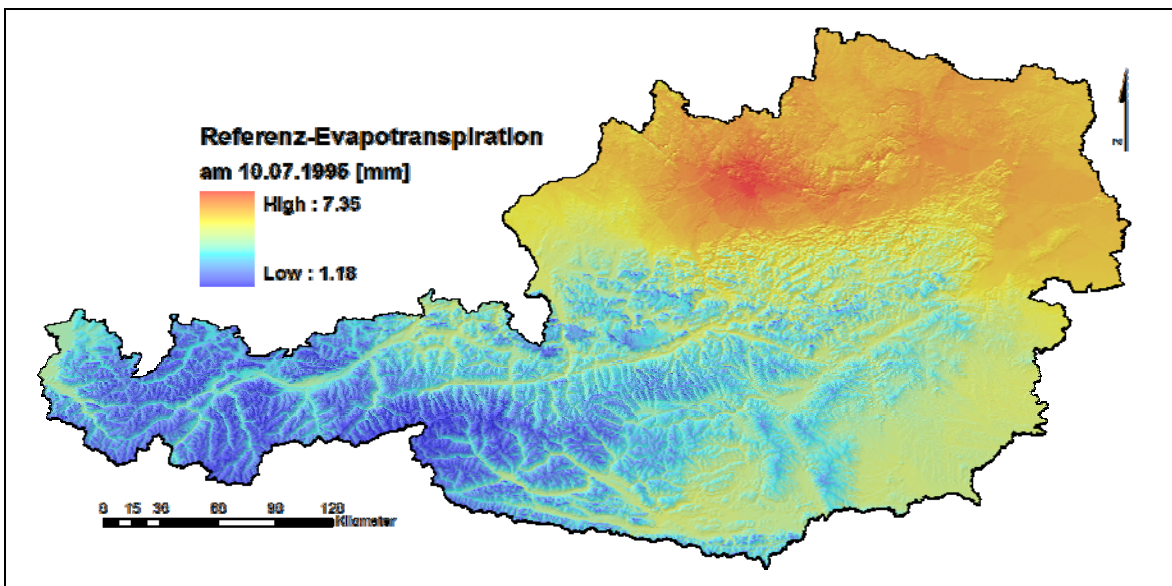 Referenz-Evapotranspiration
am 10.07.1995 [mm]
High : 7.35
Low : 1.18
N
0 15 30 60 90 120
Kilometer